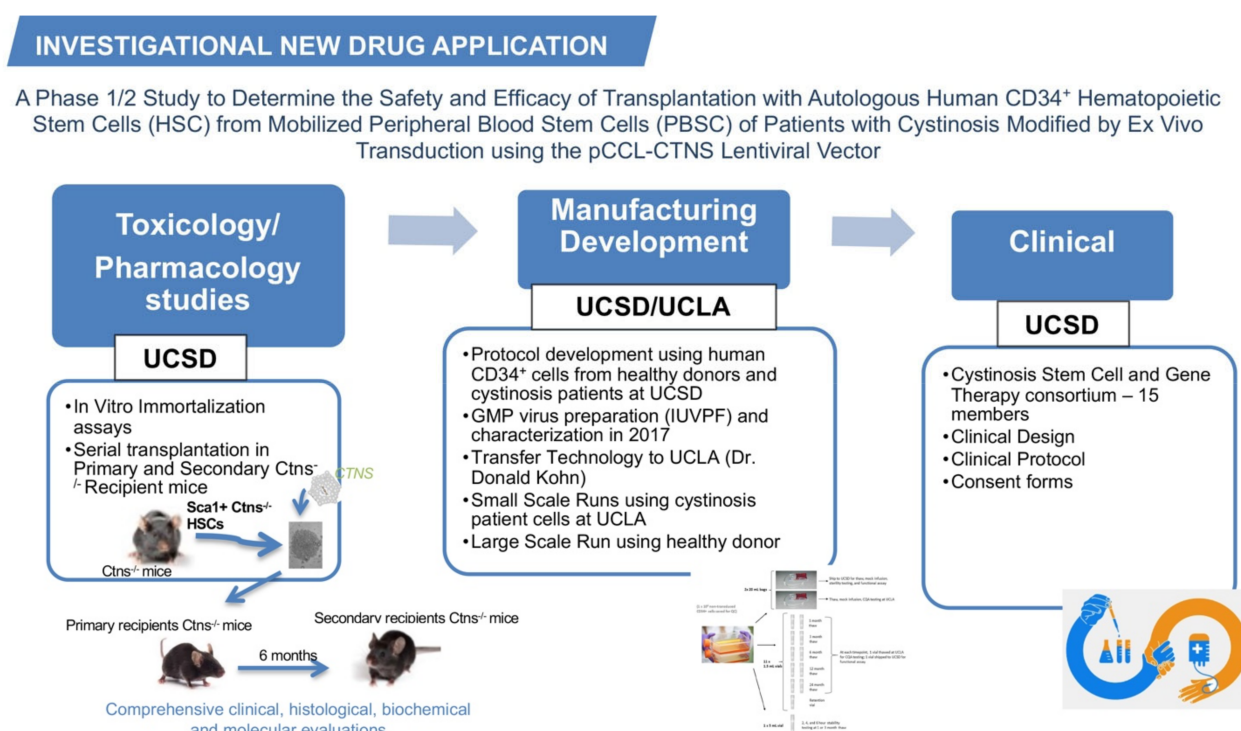 INVESTIGATIONAL NEW DRUG APPLICATION
A Phase 1/2 Study to Determine the Safety and Efficacy of Transplantation with Autologous Human CD34⁺ Hematopoietic
Stem Cells (HSC) from Mobilized Peripheral Blood Stem Cells (PBSC) of Patients with Cystinosis Modified by Ex Vivo
Transduction using the pCCL-CTNS Lentiviral Vector
Toxicology/
Pharmacology
studies
UCSD
•In Vitro Immortalization
assays
•Serial transplantation in
Primary and Secondary Ctns⁻
/⁻ Recipient mice
CTNS
Sca1+ Ctns⁻/⁻
HSCs
Ctns⁻/⁻ mice
Primary recipients Ctns⁻/⁻ mice
Secondary recipients Ctns⁻/⁻ mice
6 months
Comprehensive clinical, histological, biochemical
and molecular evaluations
Manufacturing
Development
UCSD/UCLA
•Protocol development using human
CD34⁺ cells from healthy donors and
cystinosis patients at UCSD
•GMP virus preparation (IUVPF) and
characterization in 2017
•Transfer Technology to UCLA (Dr.
Donald Kohn)
•Small Scale Runs using cystinosis
patient cells at UCLA
•Large Scale Run using healthy donor
Clinical
UCSD
•Cystinosis Stem Cell and Gene
Therapy consortium – 15
members
•Clinical Design
•Clinical Protocol
•Consent forms